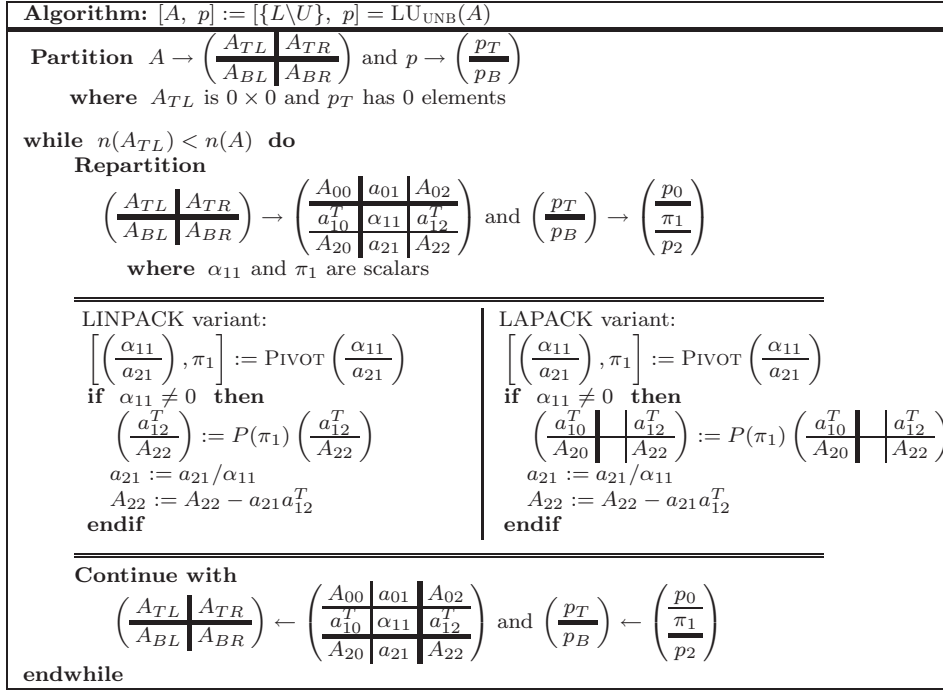 Algorithm: [A, p] := [{L\U}, p] = LU_UNB(A)
Partition A → ( A_TL | A_TR / A_BL | A_BR ) and p → ( p_T / p_B )
where A_TL is 0 × 0 and p_T has 0 elements
while n(A_TL) < n(A) do
Repartition
( A_TL | A_TR / A_BL | A_BR ) → ( A_00 | a_01 | A_02 / a_10^T | α_11 | a_12^T / A_20 | a_21 | A_22 ) and ( p_T / p_B ) → ( p_0 / π_1 / p_2 )
where α_11 and π_1 are scalars
LINPACK variant:
[ ( α_11 / a_21 ), π_1 ] := PIVOT ( α_11 / a_21 )
if α_11 ≠ 0 then
( a_12^T / A_22 ) := P(π_1) ( a_12^T / A_22 )
a_21 := a_21/α_11
A_22 := A_22 − a_21 a_12^T
endif
LAPACK variant:
[ ( α_11 / a_21 ), π_1 ] := PIVOT ( α_11 / a_21 )
if α_11 ≠ 0 then
( a_10^T | | a_12^T / A_20 | | A_22 ) := P(π_1) ( a_10^T | | a_12^T / A_20 | | A_22 )
a_21 := a_21/α_11
A_22 := A_22 − a_21 a_12^T
endif
Continue with
( A_TL | A_TR / A_BL | A_BR ) ← ( A_00 | a_01 | A_02 / a_10^T | α_11 | a_12^T / A_20 | a_21 | A_22 ) and ( p_T / p_B ) ← ( p_0 / π_1 / p_2 )
endwhile